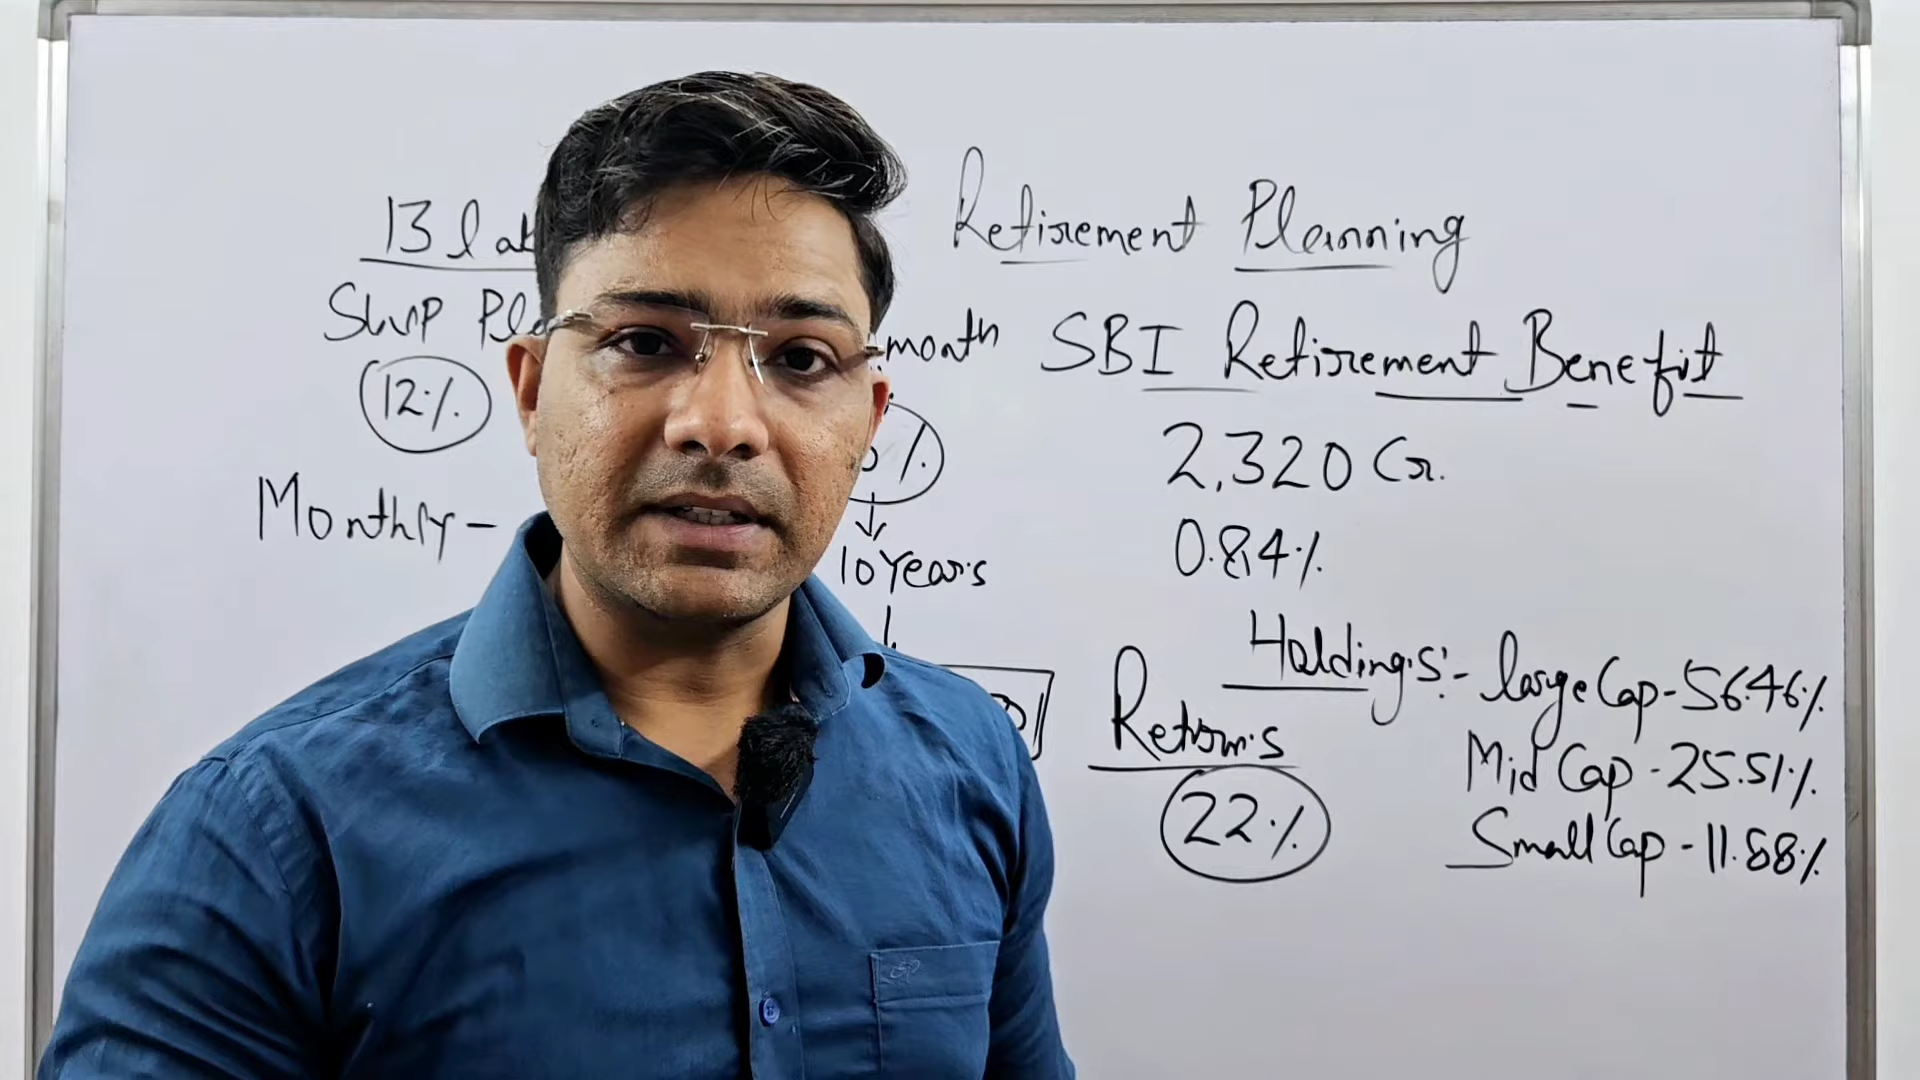 13 lak
Retirement Planning
SWP Pla
month
SBI Retirement Benefit
12%
%
2,320 Cr.
Monthly -
10 Years
0.84%
Holdings:- large Cap - 56.46%
Returns
Mid Cap - 25.51%
22%
Small Cap - 11.88%